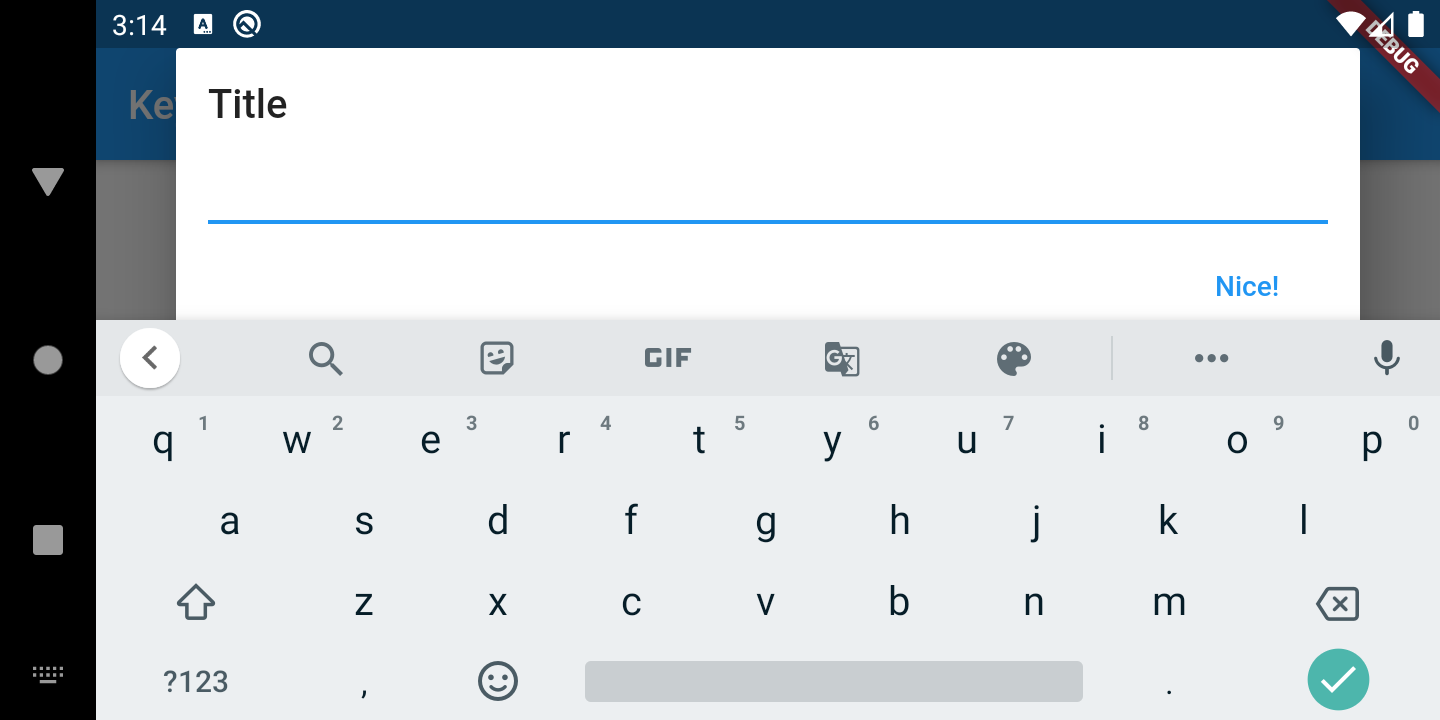 3:14
DEBUG
Ke
Title
Nice!
GIF
G
q 1 w 2 e 3 r 4 t 5 y 6 u 7 i 8 o 9 p 0
a s d f g h j k l
z x c v b n m
?123 , .